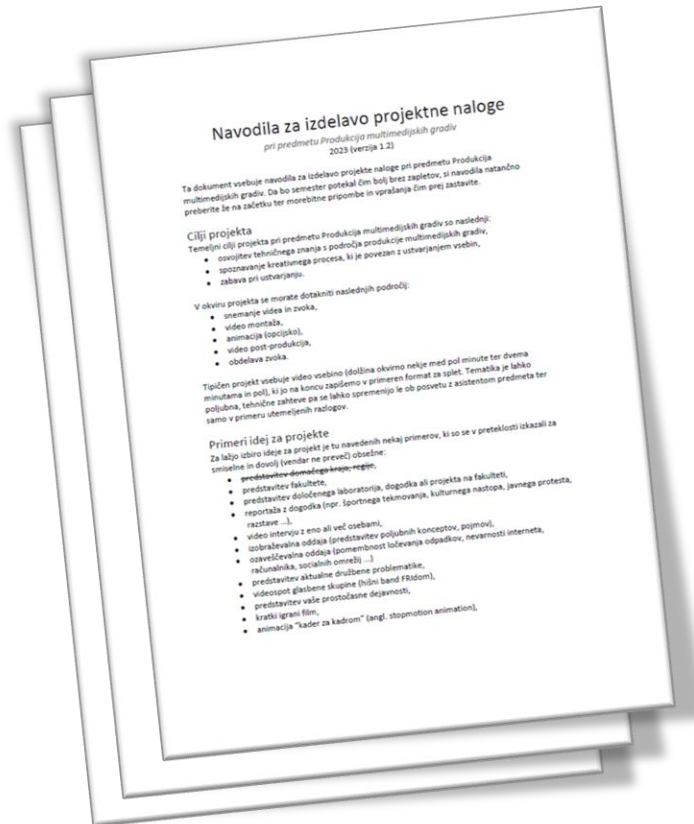 Navodila za izdelavo projektne naloge
pri predmetu Produkcija multimedijskih gradiv
2023 (verzija 1.2)
Ta dokument vsebuje navodila za izdelavo projekte naloge pri predmetu Produkcija
multimedijskih gradiv. Da bo semester potekal čim bolj brez zapletov, si navodila natančno
preberite že na začetku ter morebitne pripombe in vprašanja čim prej zastavite.
Cilji projekta
Temeljni cilji projekta pri predmetu Produkcija multimedijskih gradiv so naslednji:
• osvojitev tehničnega znanja s področja produkcije multimedijskih gradiv,
• spoznavanje kreativnega procesa, ki je povezan z ustvarjanjem vsebin,
• zabava pri ustvarjanju.
V okviru projekta se morate dotakniti naslednjih področij:
• snemanje videa in zvoka,
• video montaža,
• animacija (opcijsko),
• video post-produkcija,
• obdelava zvoka.
Tipičen projekt vsebuje video vsebino (dolžina okvirno nekje med pol minute ter dvema
minutama in pol), ki jo na koncu zapišemo v primeren format za splet. Tematika je lahko
poljubna, tehnične zahteve pa se lahko spremenijo le ob posvetu z asistentom predmeta ter
samo v primeru utemeljenih razlogov.
Primeri idej za projekte
Za lažjo izbiro ideje za projekt je tu navedenih nekaj primerov, ki so se v preteklosti izkazali za
smiselne in dovolj (vendar ne preveč) obsežne:
• predstavitev domačega kraja, regije,
• predstavitev fakultete,
• predstavitev določenega laboratorija, dogodka ali projekta na fakulteti,
• reportaža z dogodka (npr. športnega tekmovanja, kulturnega nastopa, javnega protesta,
razstave ...),
• video intervju z eno ali več osebami,
• izobraževalna oddaja (predstavitev poljubnih konceptov, pojmov),
• ozaveščevalna oddaja (pomembnost ločevanja odpadkov, nevarnosti interneta,
računalnika, socialnih omrežij ...)
• predstavitev aktualne družbene problematike,
• videospot glasbene skupine (hišni band FRIdom),
• predstavitev vaše prostočasne dejavnosti,
• kratki igrani film,
• animacija "kader za kadrom" (angl. stopmotion animation),